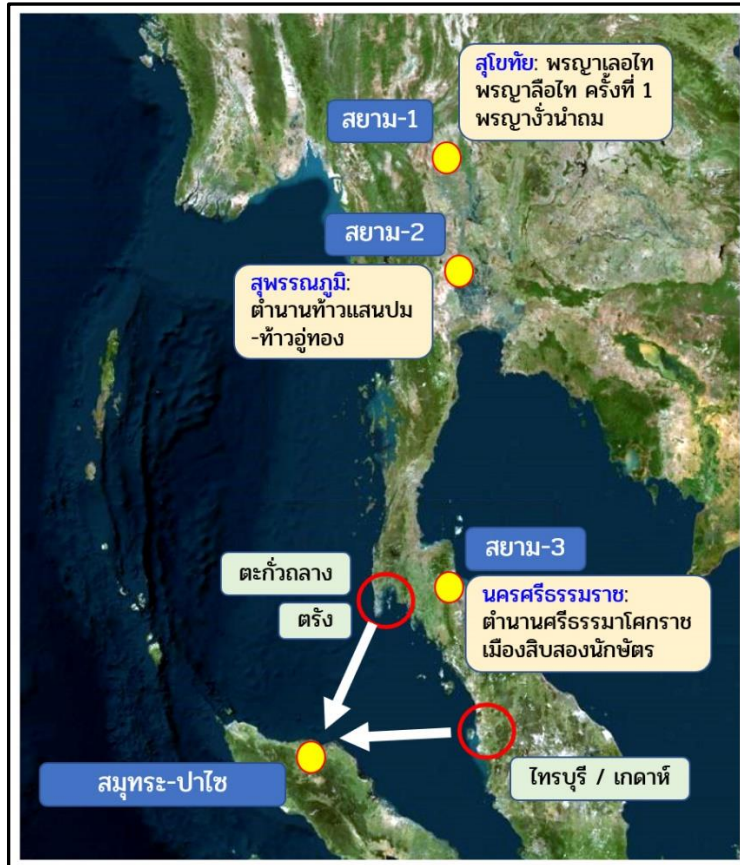 สุโขทัย: พรญาเลอไท
พรญาลือไท ครั้งที่ 1
พรญางั่วนำถม
สยาม-1
สยาม-2
สุพรรณภูมิ:
ตำนานท้าวแสนปม
-ท้าวอู่ทอง
สยาม-3
ตะกั่วถลาง
ตรัง
นครศรีธรรมราช:
ตำนานศรีธรรมาโศกราช
เมืองสิบสองนักษัตร
สมุทระ-ปาไซ
ไทรบุรี / เกดาห์